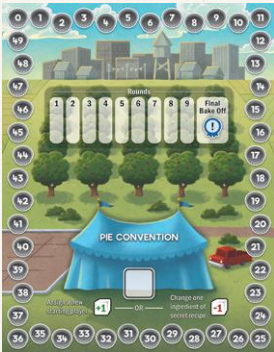 0 1 2 3 4 5 6 7 8 9 10 11
49 12
48 13
47 14
Rounds
1 2 3 4 5 6 7 8 9 Final
Bake Off
46 15
45 16
44 17
43 18
42 19
41 20
PIE CONVENTION
40 21
39 22
38 23
Assign a new
starting player.
+1
OR
Change one
ingredient of
secret recipe.
-1
37 24
36 35 34 33 32 31 30 29 28 27 26 25